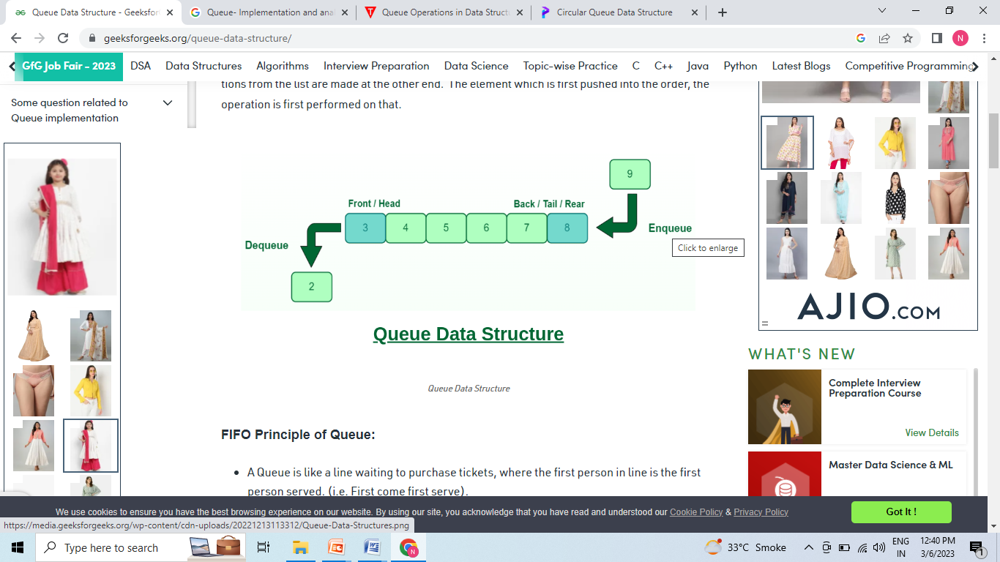 Queue Data Structure - Geeksfor
Queue- Implementation and anal
Queue Operations in Data Struct
Circular Queue Data Structure
geeksforgeeks.org/queue-data-structure/
N
GfG Job Fair - 2023
DSA
Data Structures
Algorithms
Interview Preparation
Data Science
Topic-wise Practice
C
C++
Java
Python
Latest Blogs
Competitive Programming
Some question related to
Queue implementation
tions from the list are made at the other end. The element which is first pushed into the order, the
operation is first performed on that.
9
Front / Head
Back / Tail / Rear
3 4 5 6 7 8
Enqueue
Dequeue
Click to enlarge
2
Queue Data Structure
Queue Data Structure
FIFO Principle of Queue:
• A Queue is like a line waiting to purchase tickets, where the first person in line is the first
person served. (i.e. First come first serve).
AJIO.COM
WHAT'S NEW
Complete Interview
Preparation Course
View Details
Master Data Science & ML
We use cookies to ensure you have the best browsing experience on our website. By using our site, you acknowledge that you have read and understood our Cookie Policy & Privacy Policy
Got It !
https://media.geeksforgeeks.org/wp-content/cdn-uploads/20221213113312/Queue-Data-Structures.png
Type here to search
33°C Smoke
ENG
IN
12:40 PM
3/6/2023
1